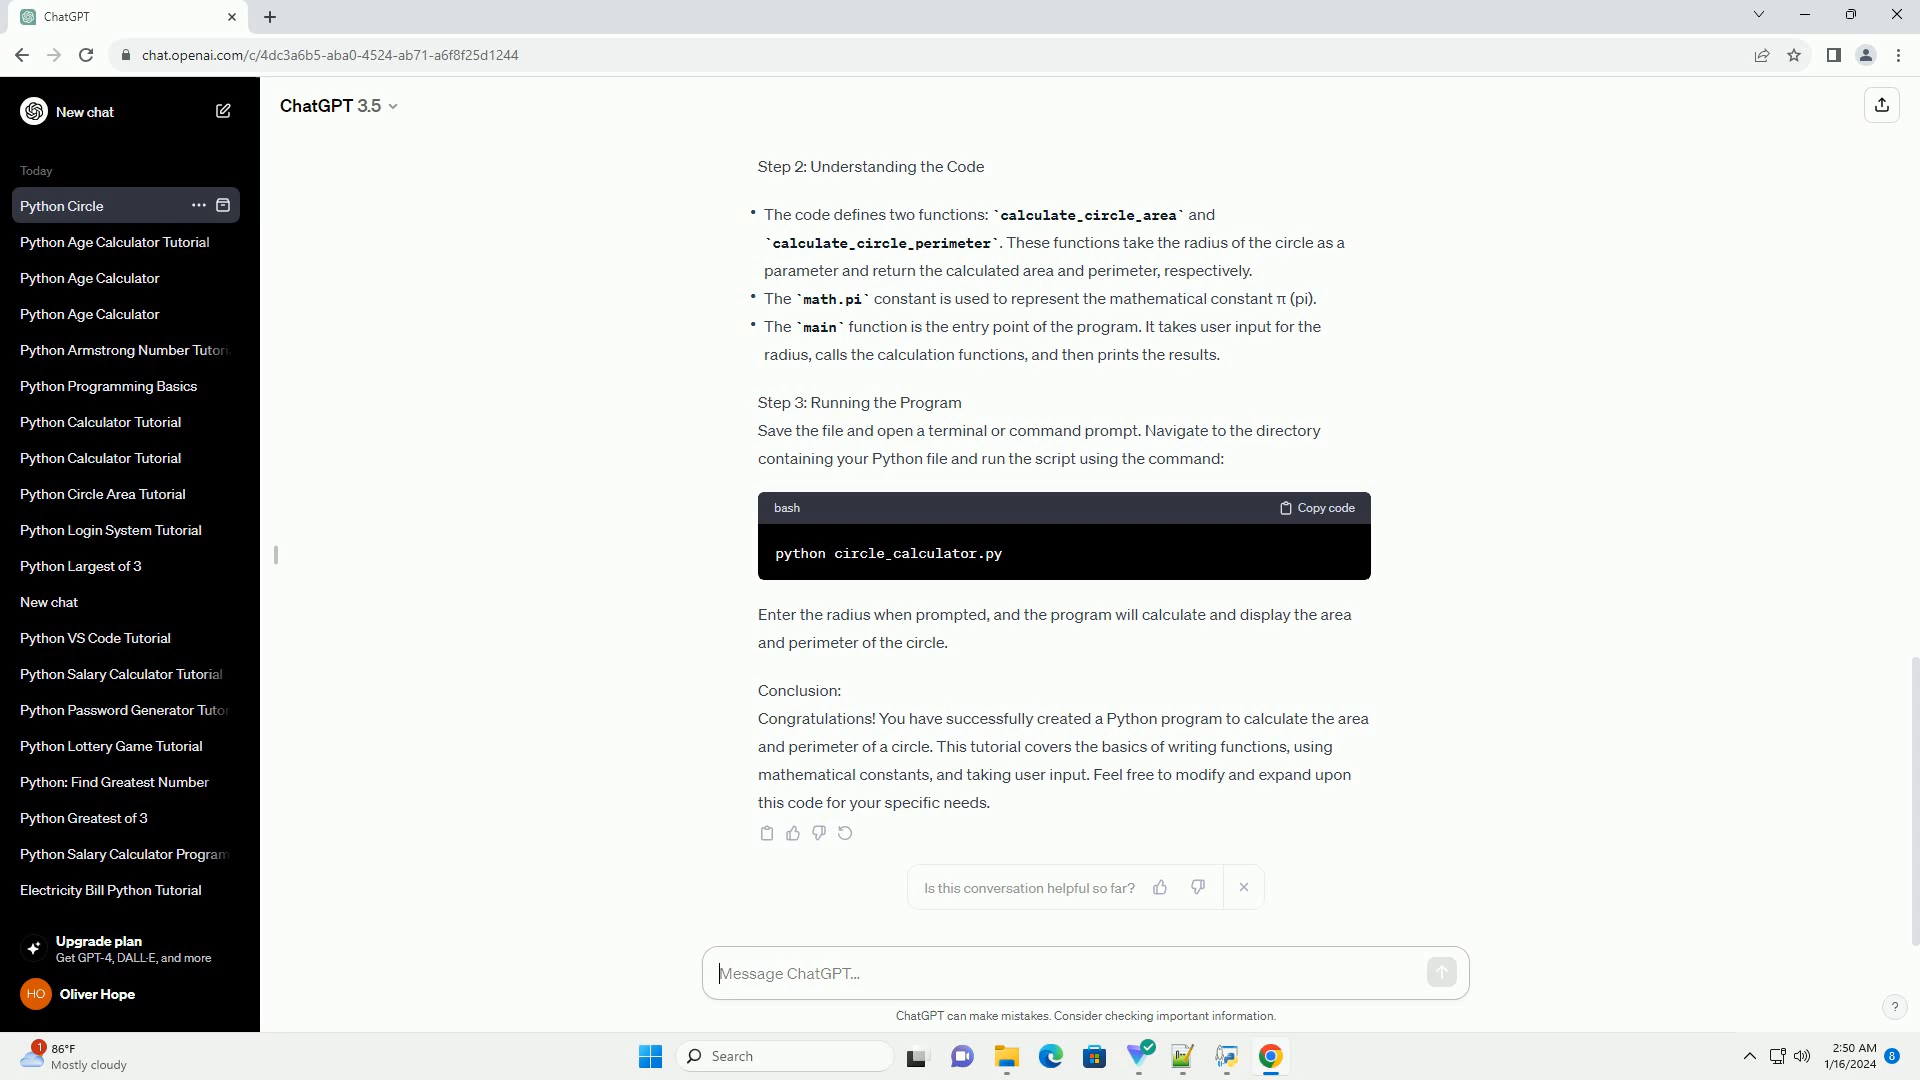 ChatGPT
chat.openai.com/c/4dc3a6b5-aba0-4524-ab71-a6f8f25d1244
New chat
Today
Python Circle
Python Age Calculator Tutorial
Python Age Calculator
Python Age Calculator
Python Armstrong Number Tutori
Python Programming Basics
Python Calculator Tutorial
Python Calculator Tutorial
Python Circle Area Tutorial
Python Login System Tutorial
Python Largest of 3
New chat
Python VS Code Tutorial
Python Salary Calculator Tutorial
Python Password Generator Tutor
Python Lottery Game Tutorial
Python: Find Greatest Number
Python Greatest of 3
Python Salary Calculator Program
Electricity Bill Python Tutorial
Upgrade plan
Get GPT-4, DALL·E, and more
HO Oliver Hope
ChatGPT 3.5
Step 2: Understanding the Code
• The code defines two functions: `calculate_circle_area` and
`calculate_circle_perimeter`. These functions take the radius of the circle as a
parameter and return the calculated area and perimeter, respectively.
• The `math.pi` constant is used to represent the mathematical constant π (pi).
• The `main` function is the entry point of the program. It takes user input for the
radius, calls the calculation functions, and then prints the results.
Step 3: Running the Program
Save the file and open a terminal or command prompt. Navigate to the directory
containing your Python file and run the script using the command:
bash Copy code
python circle_calculator.py
Enter the radius when prompted, and the program will calculate and display the area
and perimeter of the circle.
Conclusion:
Congratulations! You have successfully created a Python program to calculate the area
and perimeter of a circle. This tutorial covers the basics of writing functions, using
mathematical constants, and taking user input. Feel free to modify and expand upon
this code for your specific needs.
Is this conversation helpful so far?
Message ChatGPT...
ChatGPT can make mistakes. Consider checking important information.
?
1
86°F
Mostly cloudy
Search
2:50 AM
1/16/2024
8